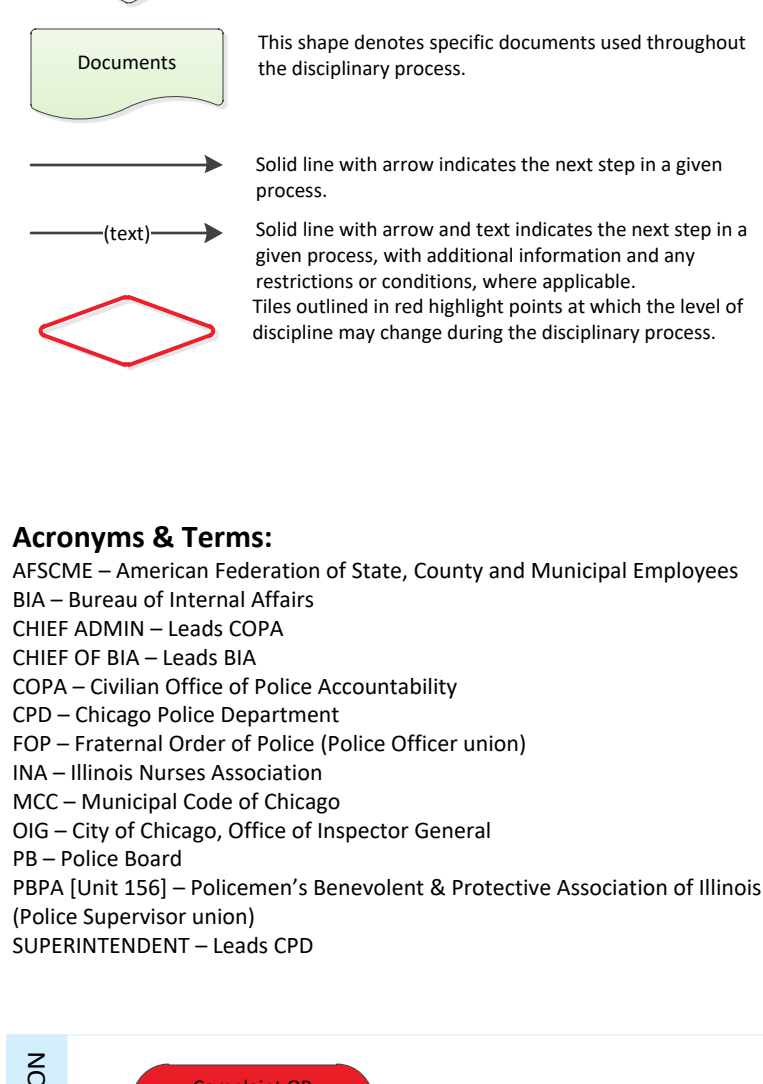 Documents
This shape denotes specific documents used throughout
the disciplinary process.
Solid line with arrow indicates the next step in a given
process.
(text)
Solid line with arrow and text indicates the next step in a
given process, with additional information and any
restrictions or conditions, where applicable.
Tiles outlined in red highlight points at which the level of
discipline may change during the disciplinary process.
Acronyms & Terms:
AFSCME – American Federation of State, County and Municipal Employees
BIA – Bureau of Internal Affairs
CHIEF ADMIN – Leads COPA
CHIEF OF BIA – Leads BIA
COPA – Civilian Office of Police Accountability
CPD – Chicago Police Department
FOP – Fraternal Order of Police (Police Officer union)
INA – Illinois Nurses Association
MCC – Municipal Code of Chicago
OIG – City of Chicago, Office of Inspector General
PB – Police Board
PBPA [Unit 156] – Policemen’s Benevolent & Protective Association of Illinois
(Police Supervisor union)
SUPERINTENDENT – Leads CPD